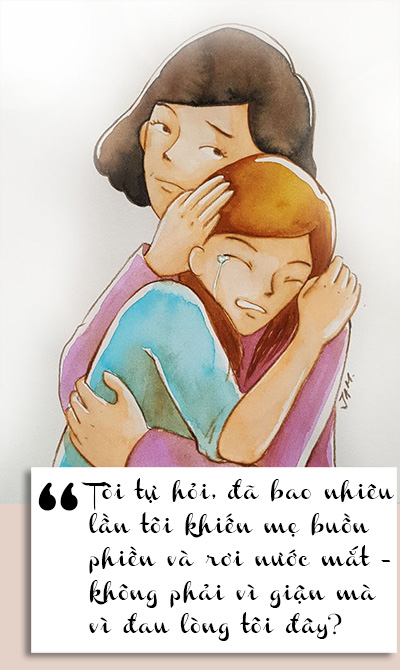 JAM.
“ Tôi tự hỏi, đã bao nhiêu
lần tôi khiến mẹ buồn
phiền và rơi nước mắt -
không phải vì giận mà
vì đau lòng tôi đây?